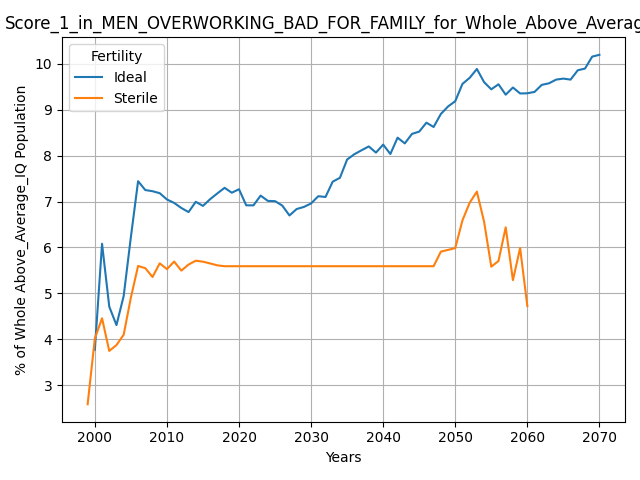 Score_1_in_MEN_OVERWORKING_BAD_FOR_FAMILY_for_Whole_Above_Averag
Fertility
Ideal
Sterile
% of Whole Above_Average_IQ Population
10
9
8
7
6
5
4
3
2000 2010 2020 2030 2040 2050 2060 2070
Years